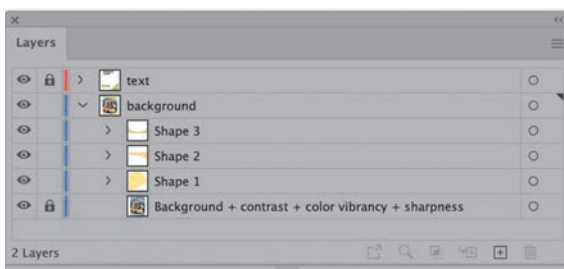 Layers
text
background
Shape 3
Shape 2
Shape 1
Background + contrast + color vibrancy + sharpness
2 Layers